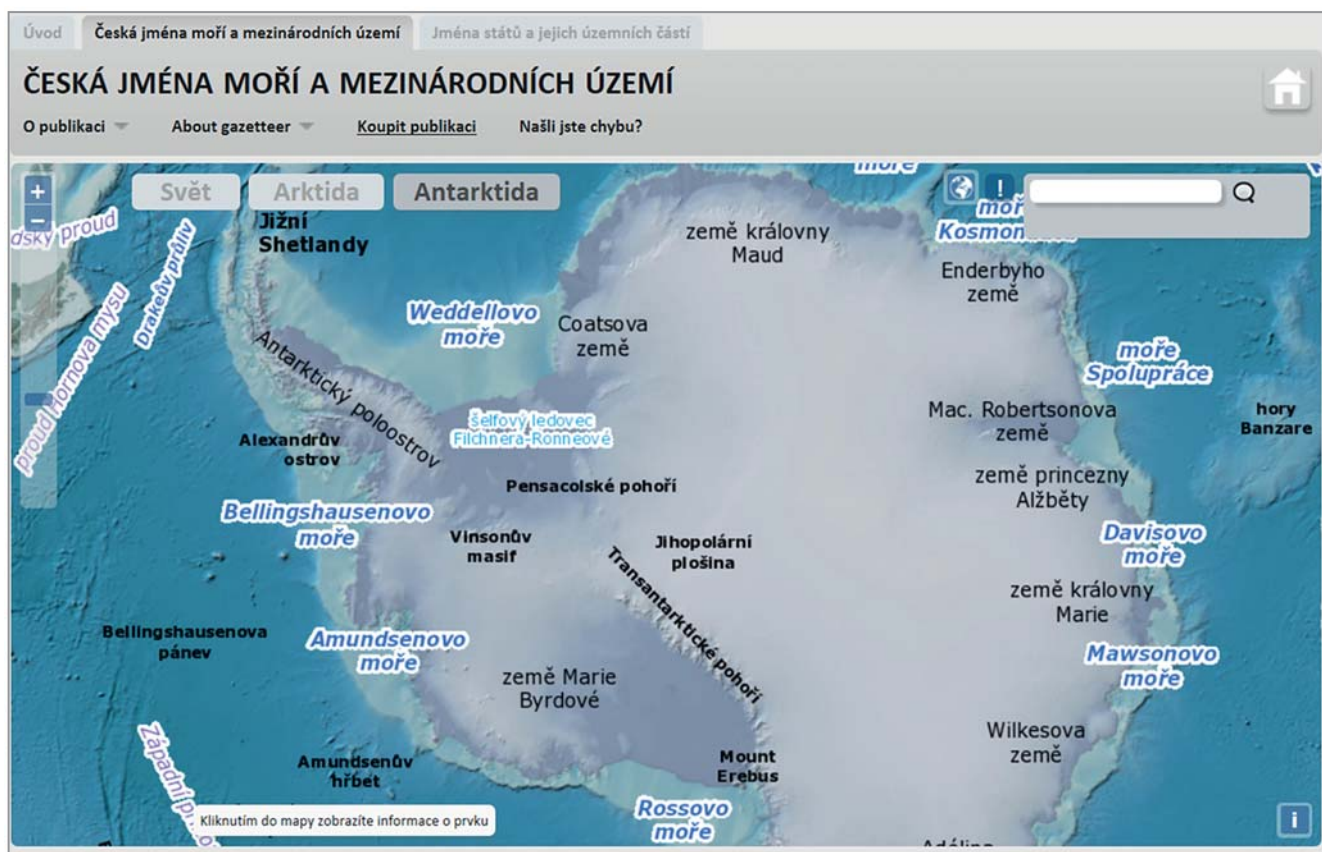 Úvod
Česká jména moří a mezinárodních území
Jména států a jejich územních částí
ČESKÁ JMÉNA MOŘÍ A MEZINÁRODNÍCH ÚZEMÍ
O publikaci
About gazetteer
Koupit publikaci
Našli jste chybu?
+
−
Svět
Arktida
Antarktida
!
moře
Jižní
Shetlandy
proud
Drakeův průliv
proud Hornova mysu
země královny
Maud
Enderbyho
země
Weddellovo
moře
Coatsova
země
moře
Spolupráce
Antarktický poloostrov
šelfový ledovec
Filchnera-Ronneové
Mac. Robertsonova
země
hory
Banzare
Alexandrův
ostrov
Pensacolské pohoří
země princezny
Alžběty
Bellingshausenovo
moře
Vinsonův
masif
Jihopolární
plošina
Davisovo
moře
Transantarktické pohoří
země královny
Marie
Bellingshausenova
pánev
Amundsenovo
moře
Mawsonovo
moře
země Marie
Byrdové
Wilkesova
země
Západní
Amundsenův
hřbet
Mount
Erebus
Rossovo
moře
Kliknutím do mapy zobrazíte informace o prvku
i